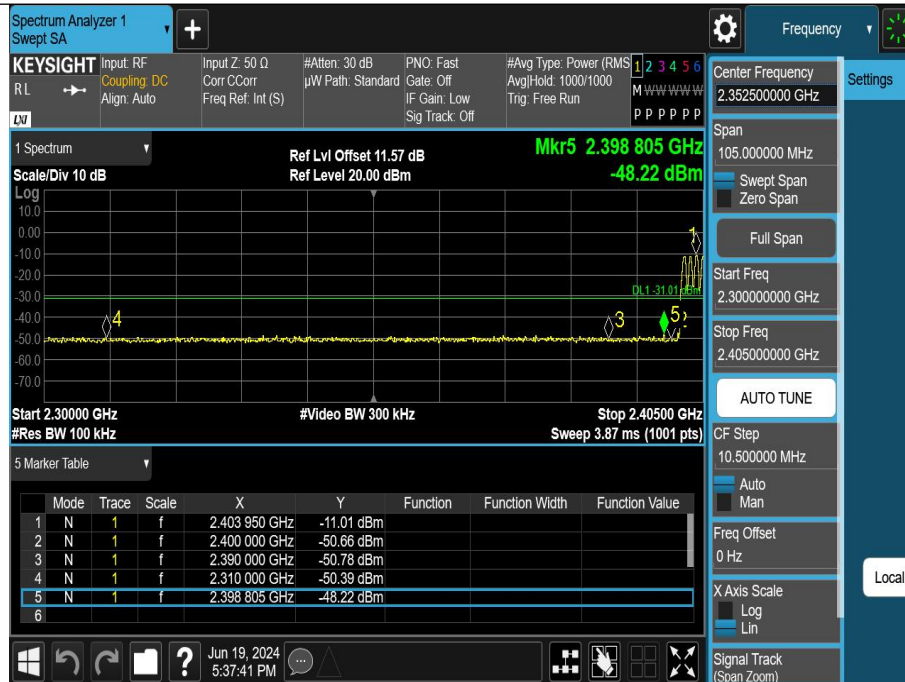 Spectrum Analyzer 1
Swept SA
+
Frequency
KEYSIGHT
RL
LXI
Input: RF
Coupling: DC
Align: Auto
Input Z: 50 Ω
Corr CCorr
Freq Ref: Int (S)
#Atten: 30 dB
µW Path: Standard
PNO: Fast
Gate: Off
IF Gain: Low
Sig Track: Off
#Avg Type: Power (RMS
Avg|Hold: 1000/1000
Trig: Free Run
1 2 3 4 5 6
M W W W W W
P P P P P P
1 Spectrum
Scale/Div 10 dB
Ref Lvl Offset 11.57 dB
Ref Level 20.00 dBm
Mkr5 2.398 805 GHz
-48.22 dBm
Log
10.0
0.00
-10.0
-20.0
-30.0
-40.0
-50.0
-60.0
-70.0
1
DL1 -31.01 dBm
4
3
5
Start 2.30000 GHz
#Video BW 300 kHz
Stop 2.40500 GHz
#Res BW 100 kHz
Sweep 3.87 ms (1001 pts)
5 Marker Table
Mode Trace Scale X Y Function Function Width Function Value
1 N 1 f 2.403 950 GHz -11.01 dBm
2 N 1 f 2.400 000 GHz -50.66 dBm
3 N 1 f 2.390 000 GHz -50.78 dBm
4 N 1 f 2.310 000 GHz -50.39 dBm
5 N 1 f 2.398 805 GHz -48.22 dBm
6
?
Jun 19, 2024
5:37:41 PM
Center Frequency
2.352500000 GHz
Settings
Span
105.000000 MHz
Swept Span
Zero Span
Full Span
Start Freq
2.300000000 GHz
Stop Freq
2.405000000 GHz
AUTO TUNE
CF Step
10.500000 MHz
Auto
Man
Freq Offset
0 Hz
Local
X Axis Scale
Log
Lin
Signal Track
(Span Zoom)